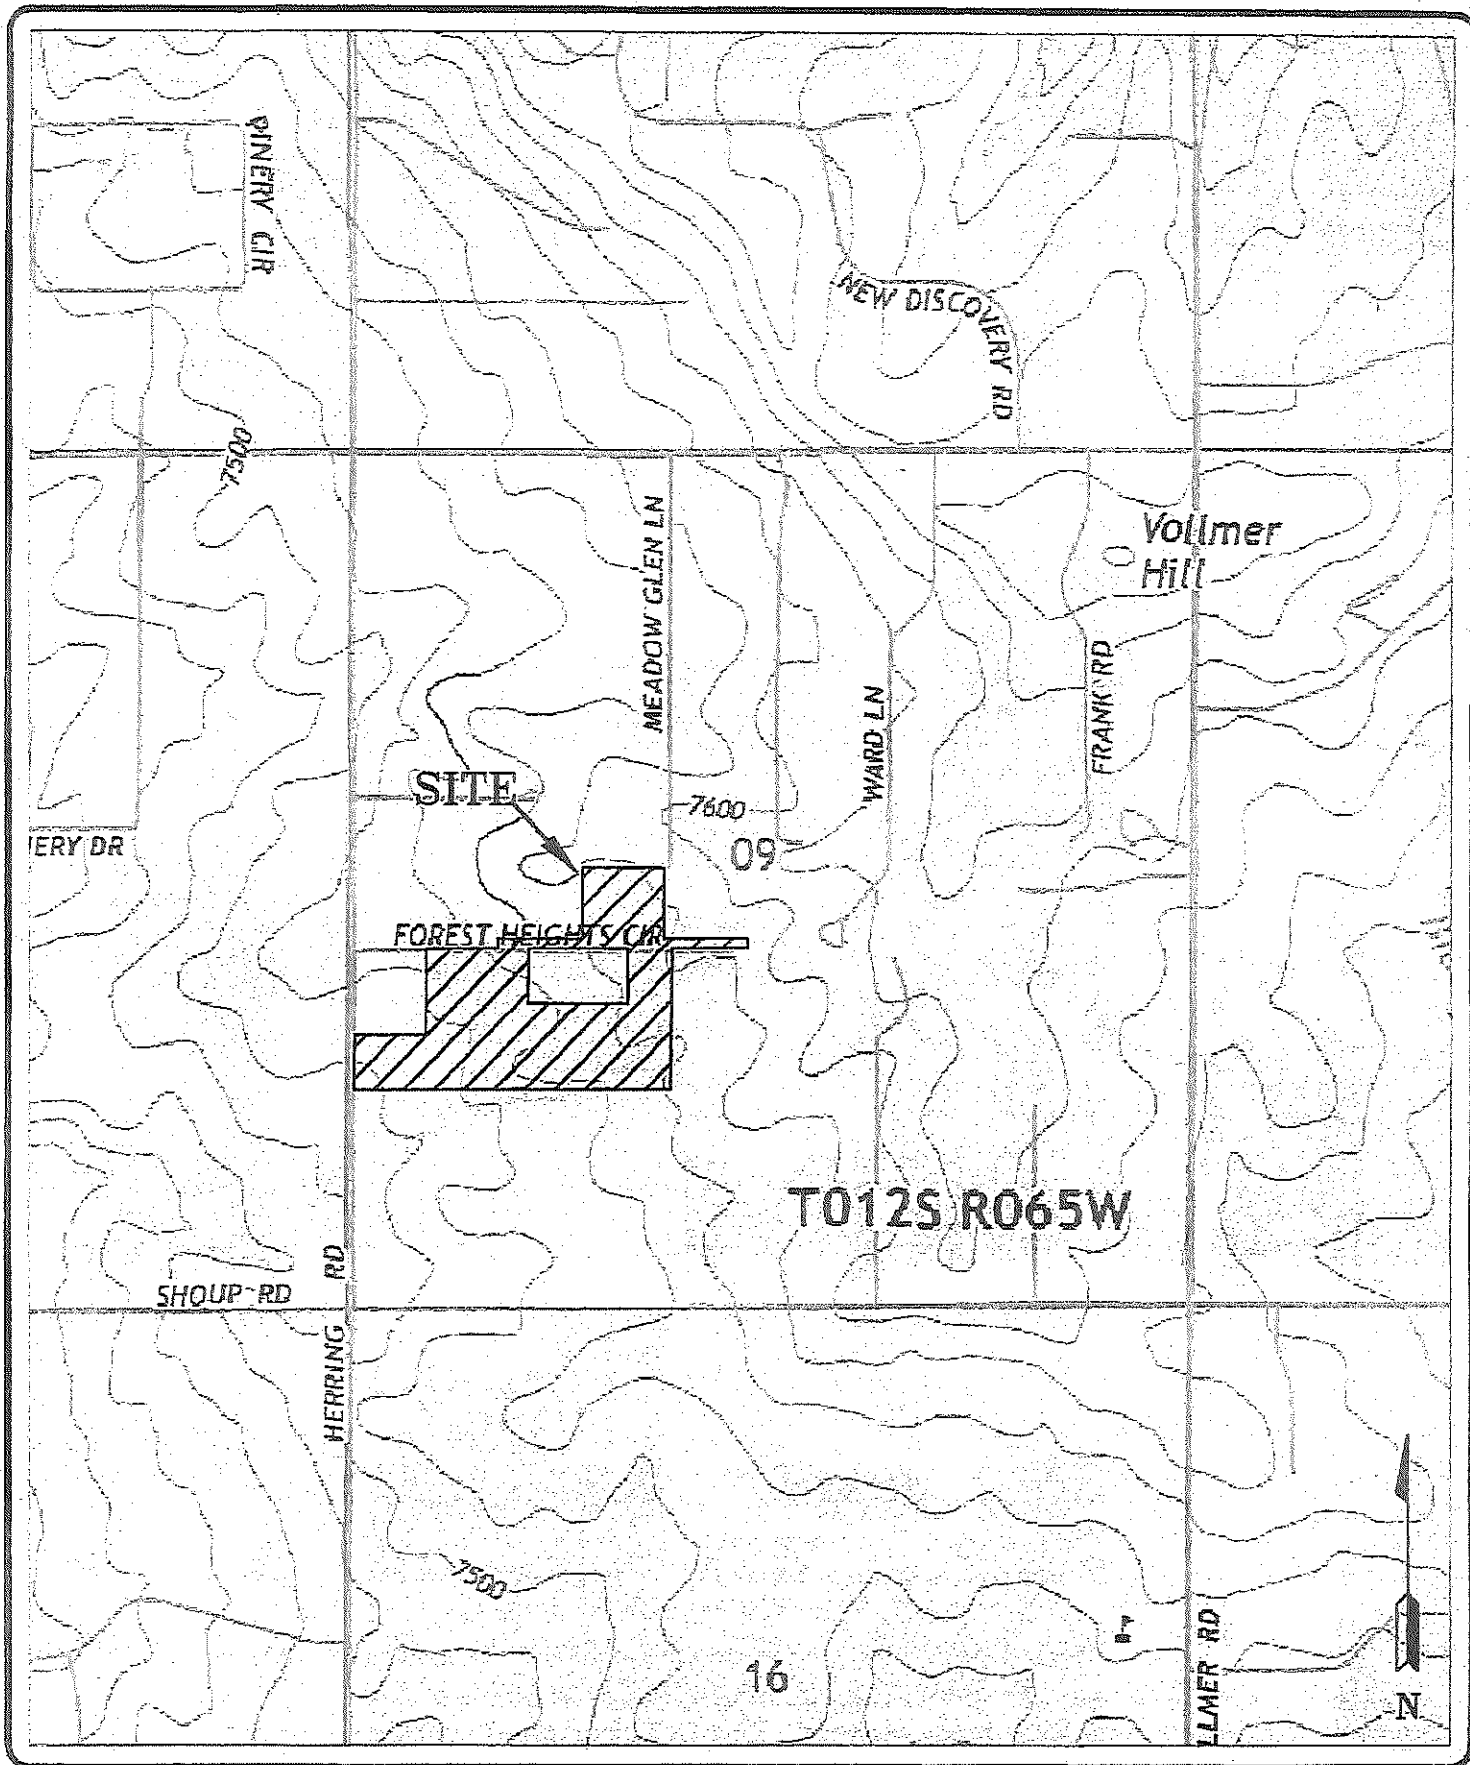 PINERY CIR
NEW DISCOVERY RD
7500
MEADOW GLEN LN
Vollmer
Hill
FRANK RD
WARD LN
SITE
7600
09
IERY DR
FOREST HEIGHTS CIR
T012S R065W
SHOUP RD
HERRING RD
7500
16
LLMER RD
N